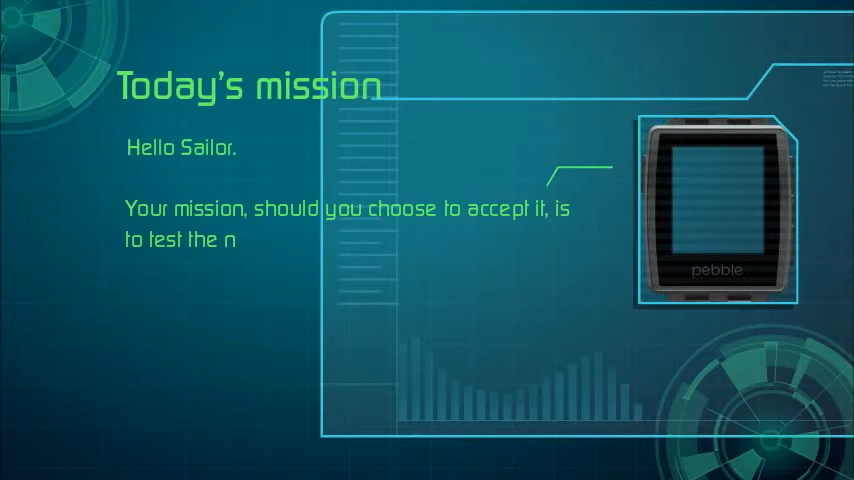 Today's mission
Hello Sailor.
Your mission, should you choose to accept it, is
to test the n
pebble